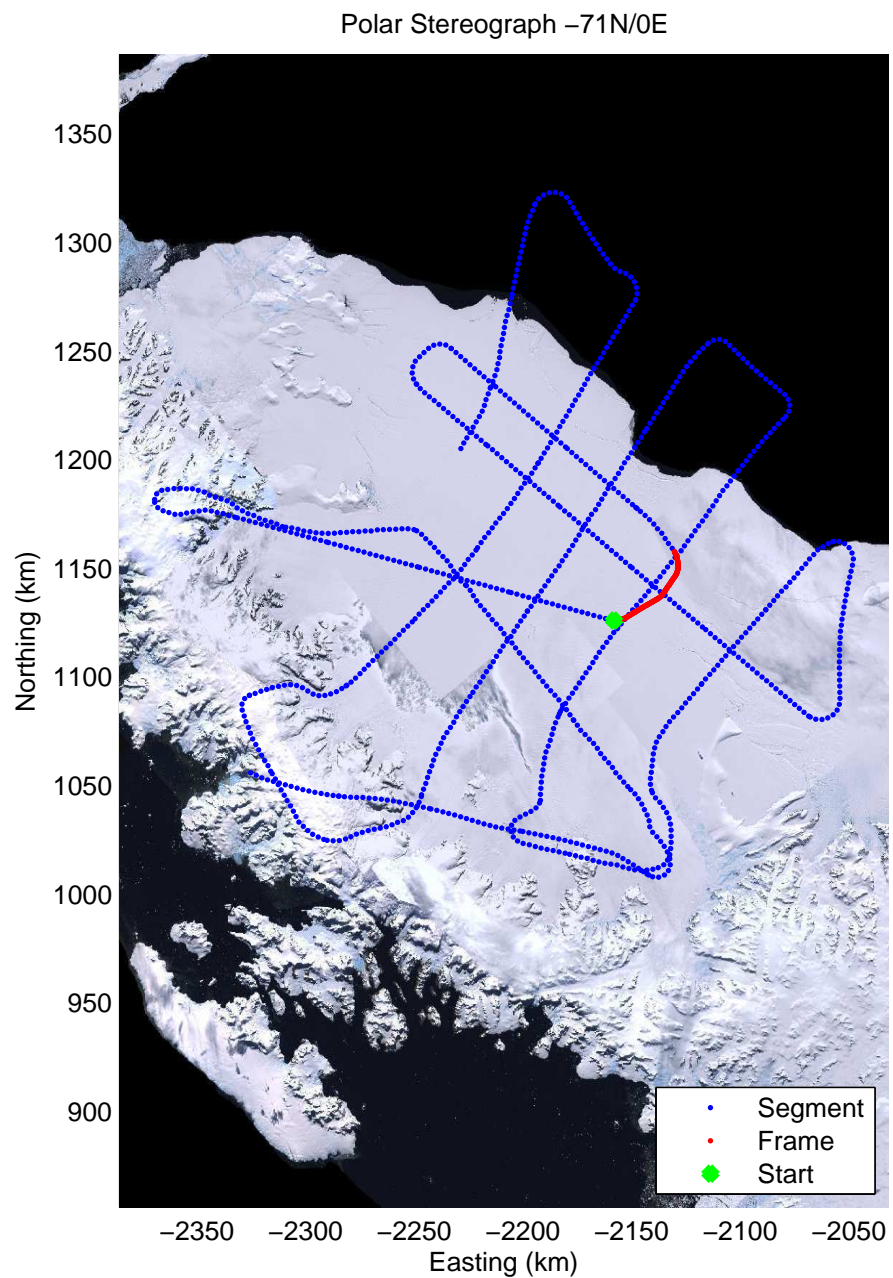 Polar Stereograph −71N/0E
1350
1300
1250
1200
1150
1100
1050
1000
950
900
Northing (km)
Segment
Frame
Start
−2350 −2300 −2250 −2200 −2150 −2100 −2050
Easting (km)